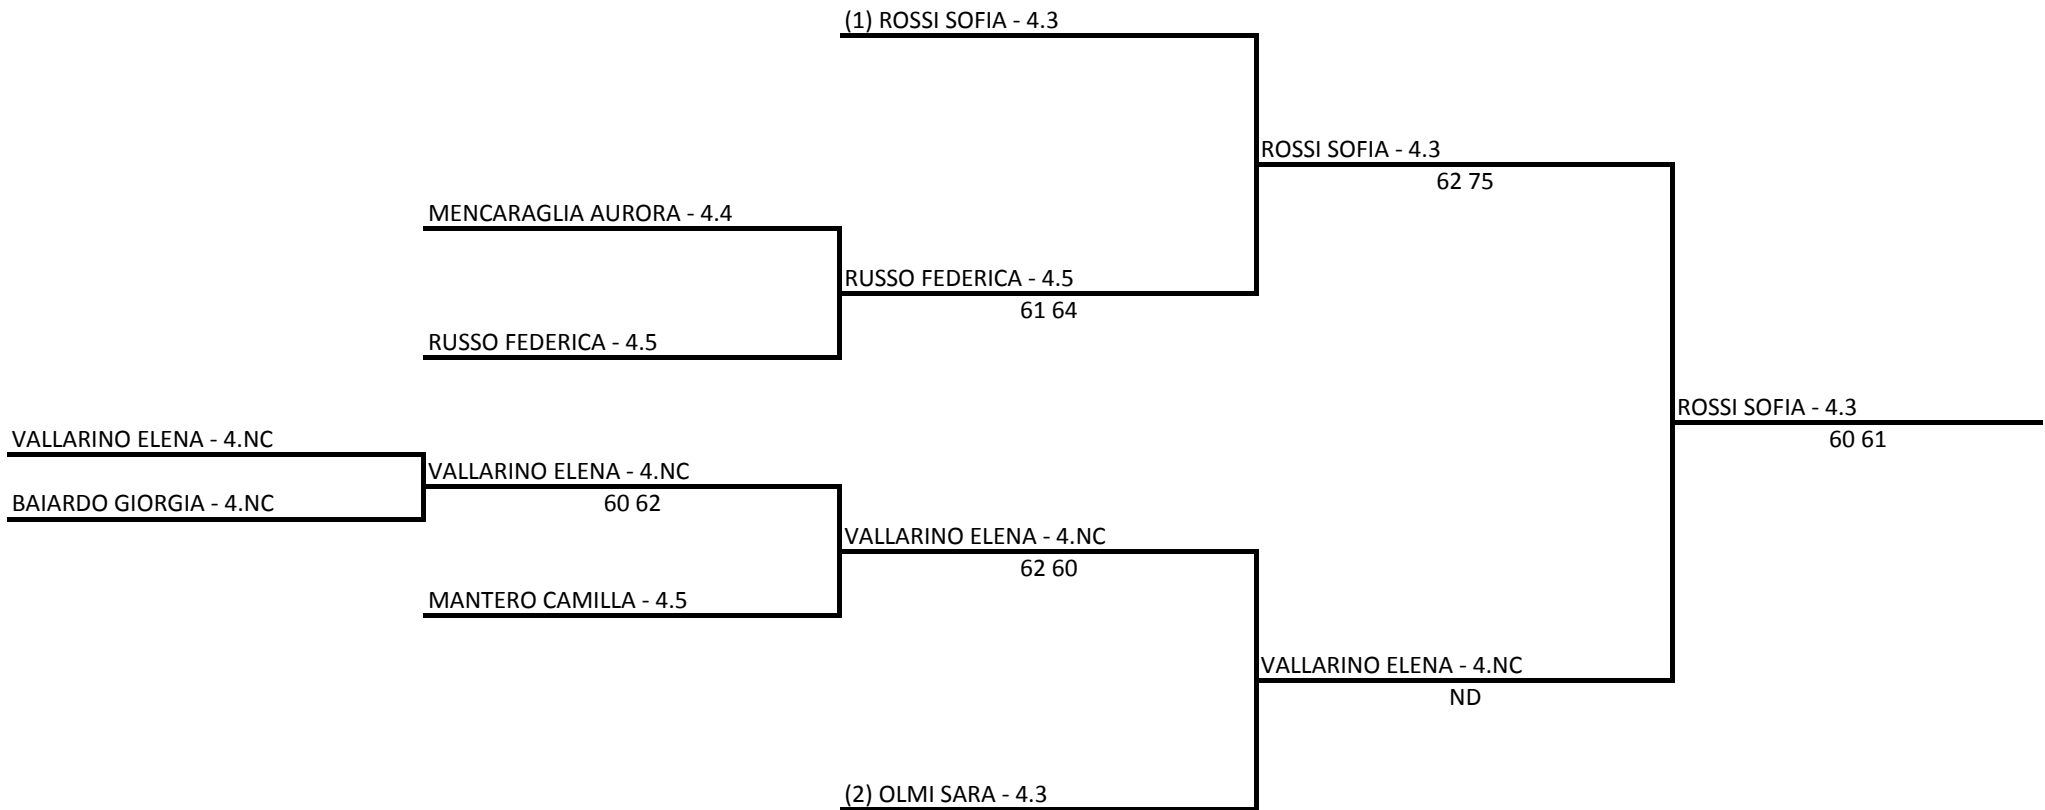 (1) ROSSI SOFIA - 4.3
ROSSI SOFIA - 4.3
62 75
MENCARAGLIA AURORA - 4.4
RUSSO FEDERICA - 4.5
61 64
RUSSO FEDERICA - 4.5
ROSSI SOFIA - 4.3
60 61
VALLARINO ELENA - 4.NC
VALLARINO ELENA - 4.NC
60 62
BAIARDO GIORGIA - 4.NC
VALLARINO ELENA - 4.NC
62 60
MANTERO CAMILLA - 4.5
VALLARINO ELENA - 4.NC
ND
(2) OLMI SARA - 4.3